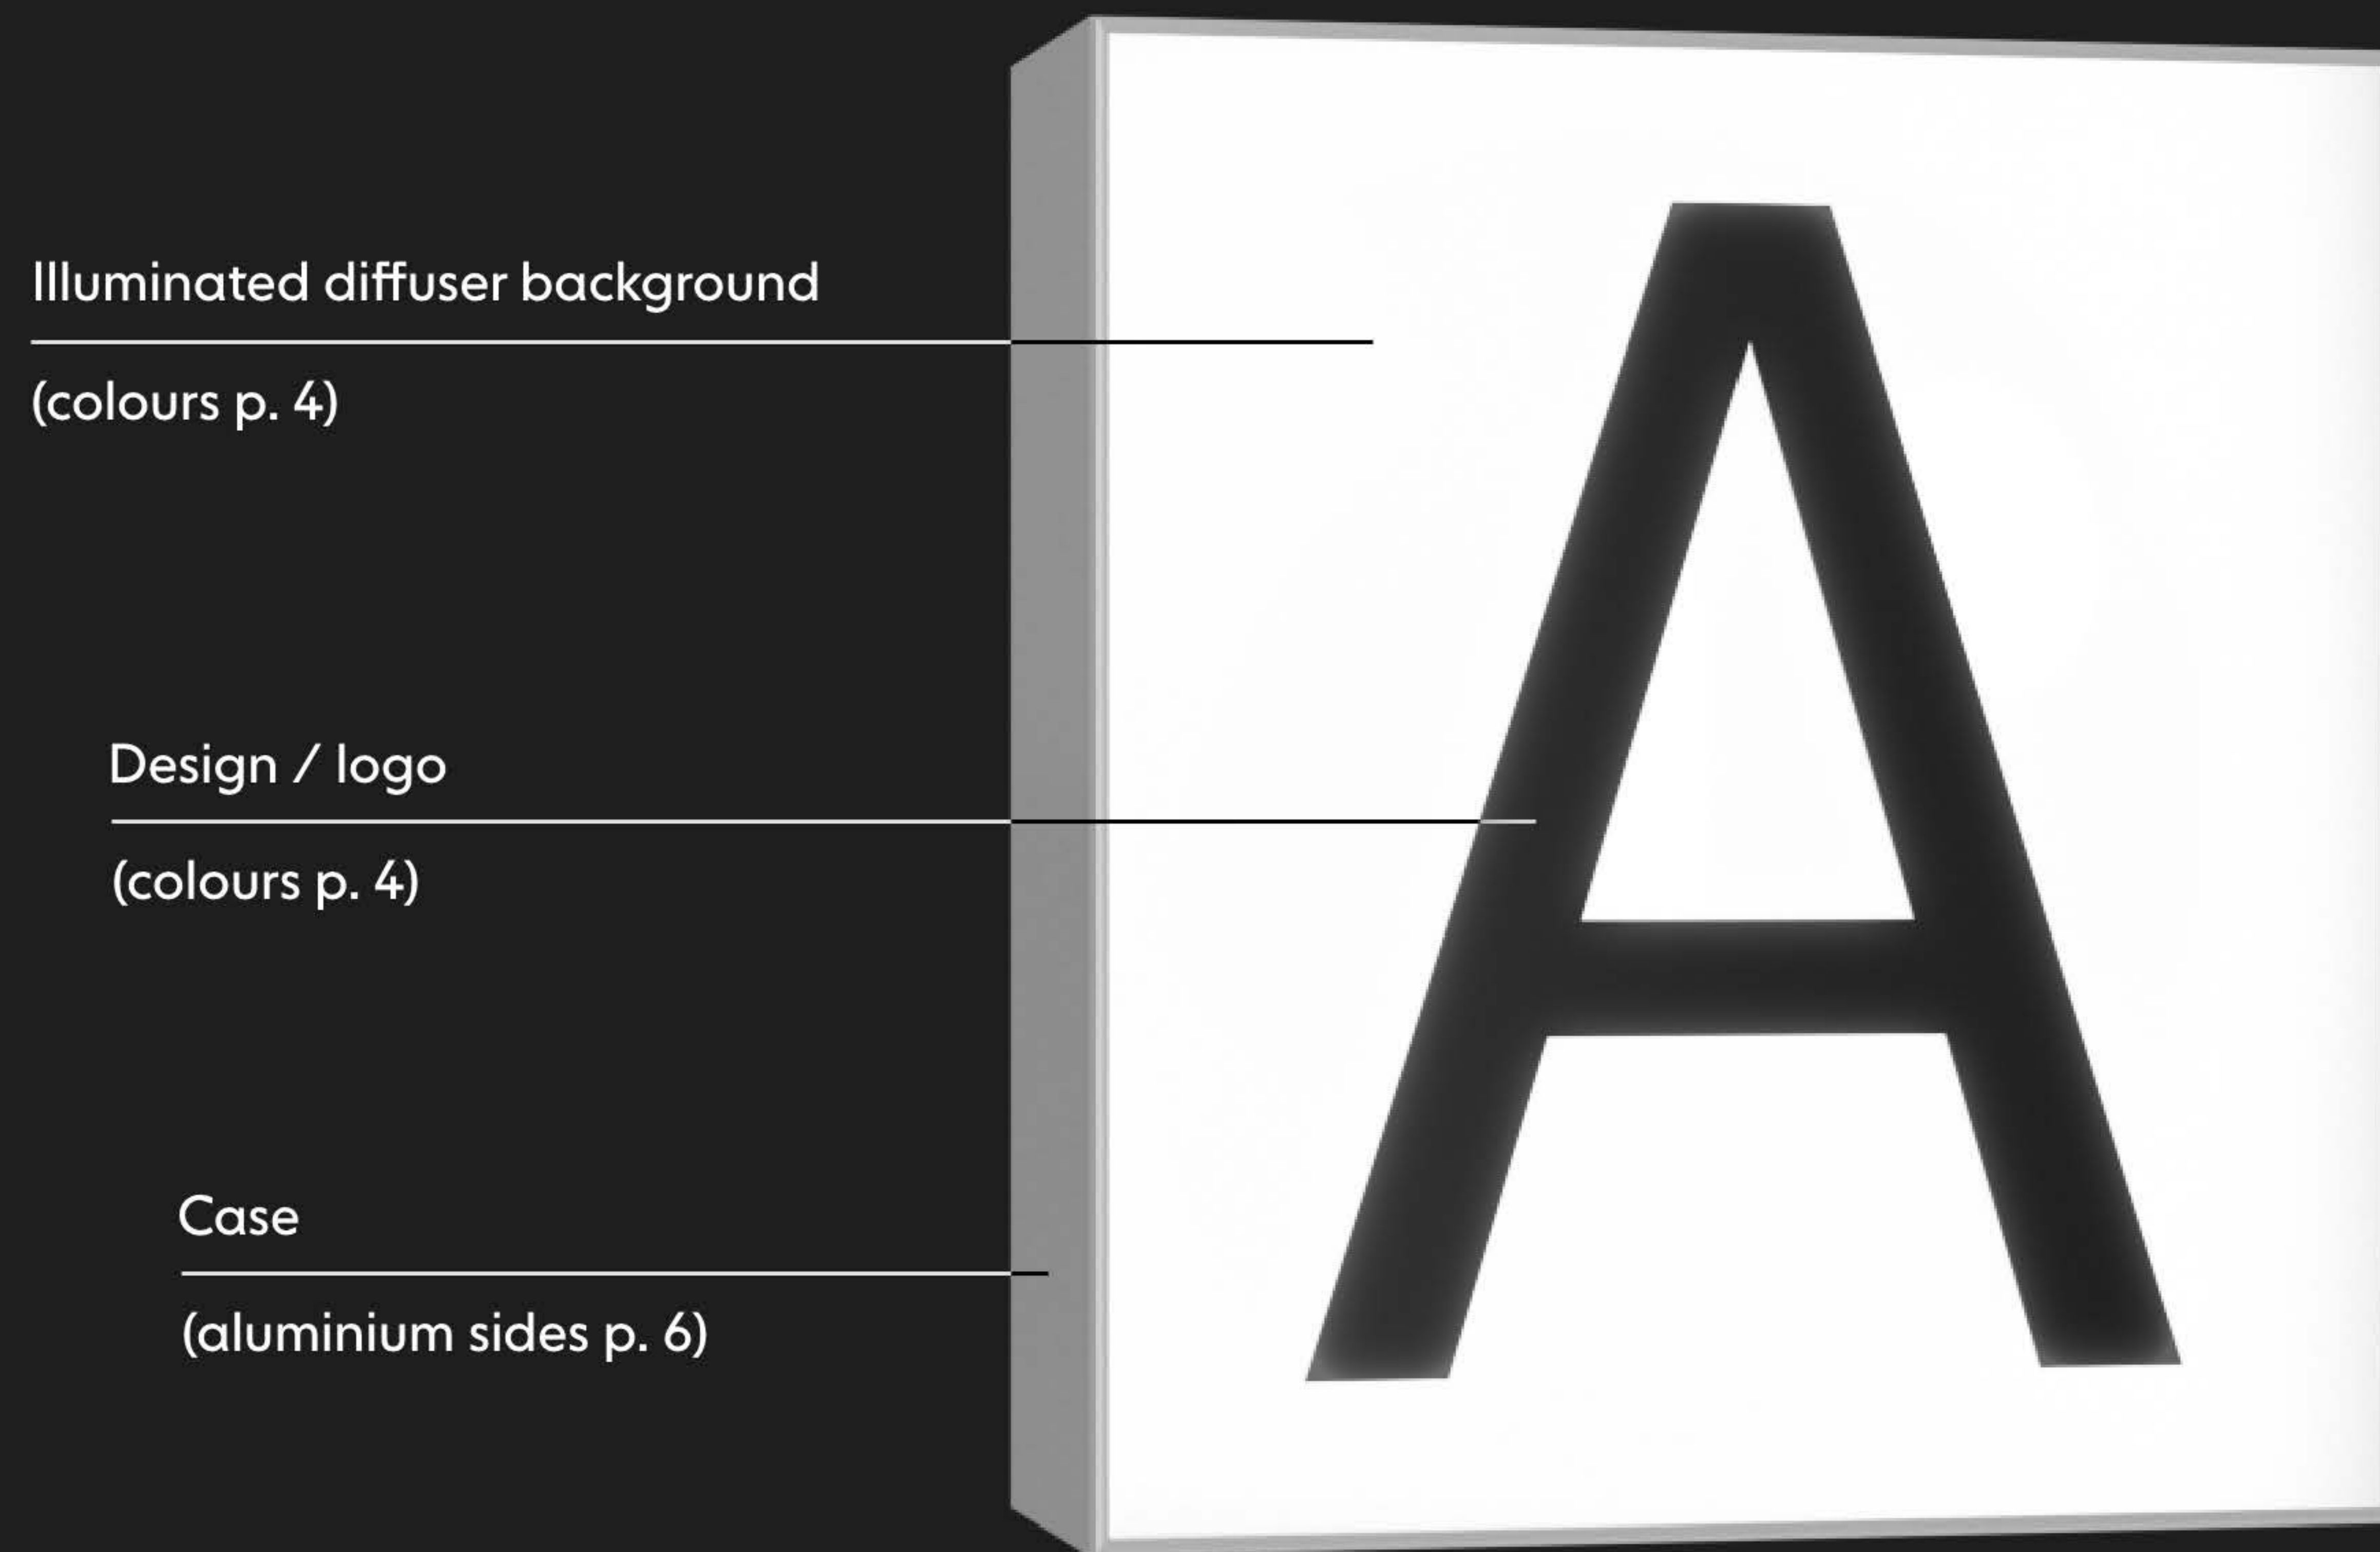 Illuminated diffuser background
(colours p. 4)
Design / logo
(colours p. 4)
Case
(aluminium sides p. 6)
A